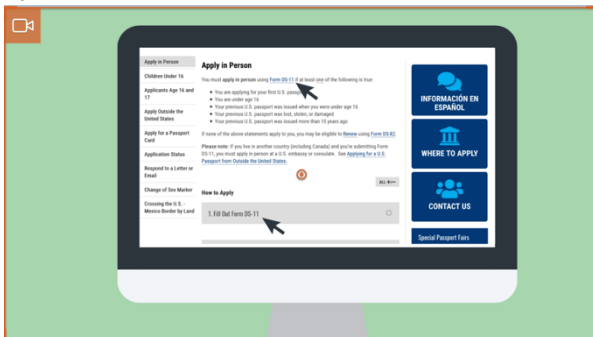 Apply in Person
Children Under 16
Applicants Age 16 and
17
Apply Outside the
United States
Apply for a Passport
Card
Application Status
Respond to a Letter or
Email
Change of Sex Marker
Crossing the U.S. -
Mexico Border by Land
Apply in Person
You must apply in person using Form DS-11 if at least one of the following is true:
You are applying for your first U.S. passport
You are under age 16
Your previous U.S. passport was issued when you were under age 16
Your previous U.S. passport was lost, stolen, or damaged
Your previous U.S. passport was issued more than 15 years ago
If none of the above statements apply to you, you may be eligible to Renew using Form DS-82.
Please note: If you live in another country (including Canada) and you're submitting Form
DS-11, you must apply in person at a U.S. embassy or consulate. See Applying for a U.S.
Passport from Outside the United States.
ALL +/-
How to Apply
1. Fill Out Form DS-11
INFORMACIÓN EN
ESPAÑOL
WHERE TO APPLY
CONTACT US
Special Passport Fairs